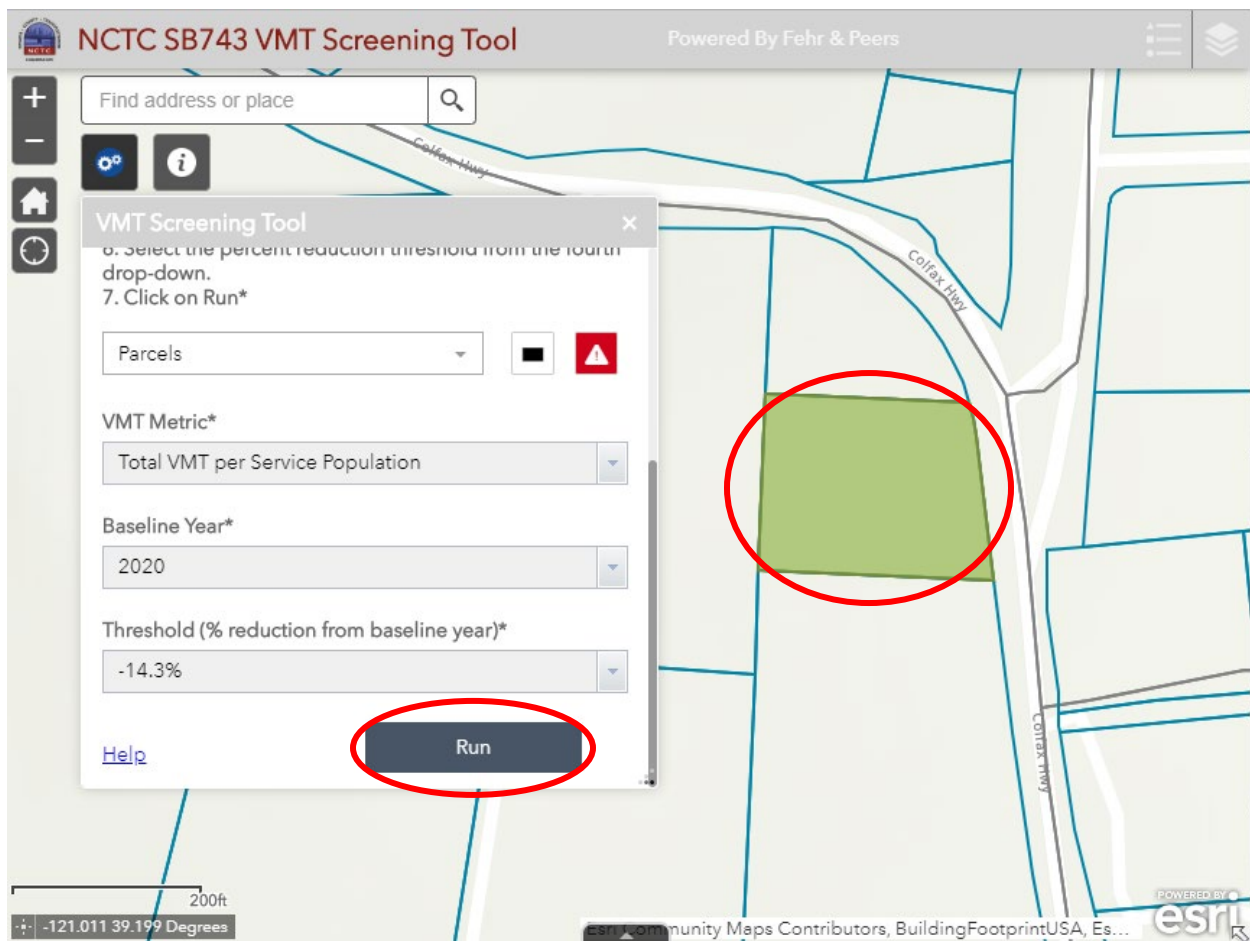 NCTC SB743 VMT Screening Tool
Powered By Fehr & Peers
NCTC
Find address or place
VMT Screening Tool
6. Select the percent reduction threshold from the fourth
drop-down.
7. Click on Run*
Parcels
VMT Metric*
Total VMT per Service Population
Baseline Year*
2020
Threshold (% reduction from baseline year)*
-14.3%
Help
Run
Colfax Hwy
Colfax Hwy
Colfax Hwy
200ft
-121.011 39.199 Degrees
Esri Community Maps Contributors, BuildingFootprintUSA, Es...
POWERED BY
esri